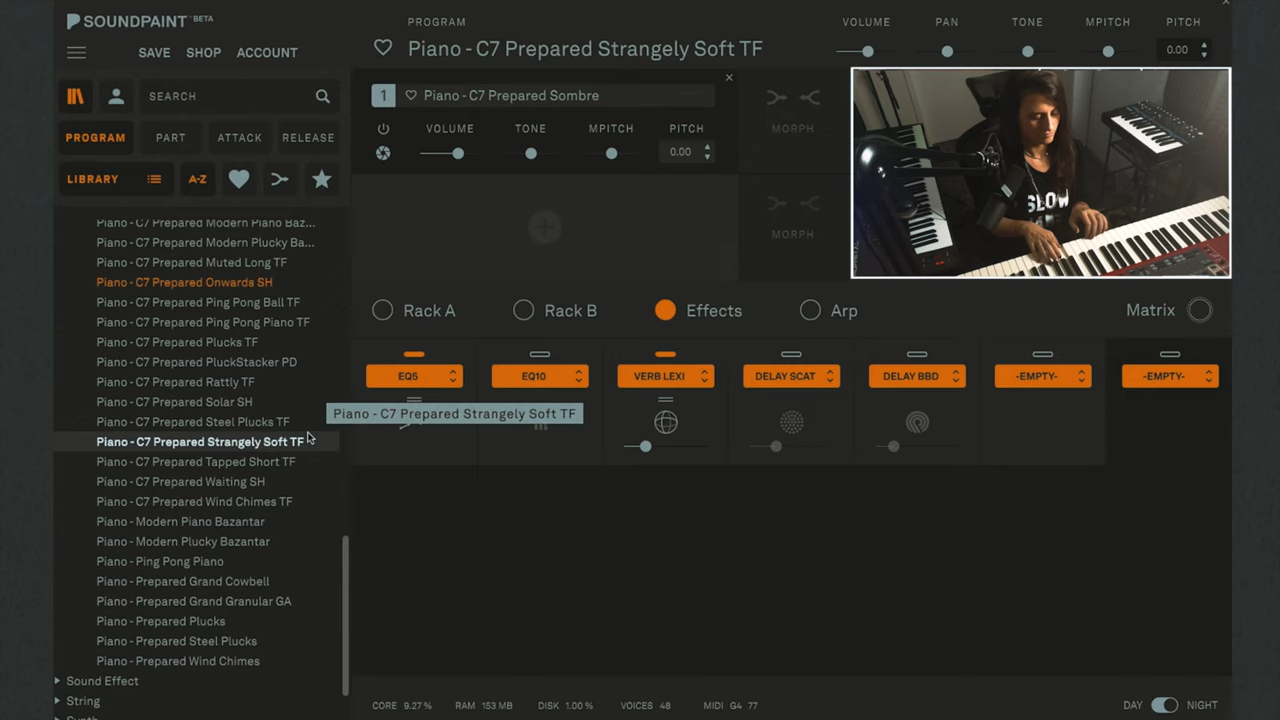 SOUNDPAINT BETA
SAVE SHOP ACCOUNT
SEARCH
PROGRAM PART ATTACK RELEASE
LIBRARY A-Z
Piano - C7 Prepared Modern Piano Baz...
Piano - C7 Prepared Modern Plucky Ba...
Piano - C7 Prepared Muted Long TF
Piano - C7 Prepared Onwards SH
Piano - C7 Prepared Ping Pong Ball TF
Piano - C7 Prepared Ping Pong Piano TF
Piano - C7 Prepared Plucks TF
Piano - C7 Prepared PluckStacker PD
Piano - C7 Prepared Rattly TF
Piano - C7 Prepared Solar SH
Piano - C7 Prepared Steel Plucks TF
Piano - C7 Prepared Strangely Soft TF
Piano - C7 Prepared Tapped Short TF
Piano - C7 Prepared Waiting SH
Piano - C7 Prepared Wind Chimes TF
Piano - Modern Piano Bazantar
Piano - Modern Plucky Bazantar
Piano - Ping Pong Piano
Piano - Prepared Grand Cowbell
Piano - Prepared Grand Granular GA
Piano - Prepared Plucks
Piano - Prepared Steel Plucks
Piano - Prepared Wind Chimes
Sound Effect
String
PROGRAM
Piano - C7 Prepared Strangely Soft TF
VOLUME PAN TONE MPITCH PITCH
0.00
1 Piano - C7 Prepared Sombre
VOLUME TONE MPITCH PITCH
0.00
MORPH
MORPH
SLOW
Rack A Rack B Effects Arp Matrix
EQ5 EQ10 VERB LEXI DELAY SCAT DELAY BBD -EMPTY- -EMPTY-
Piano - C7 Prepared Strangely Soft TF
CORE 9.27 % RAM 153 MB DISK 1.00 % VOICES 48 MIDI G4 77
DAY NIGHT